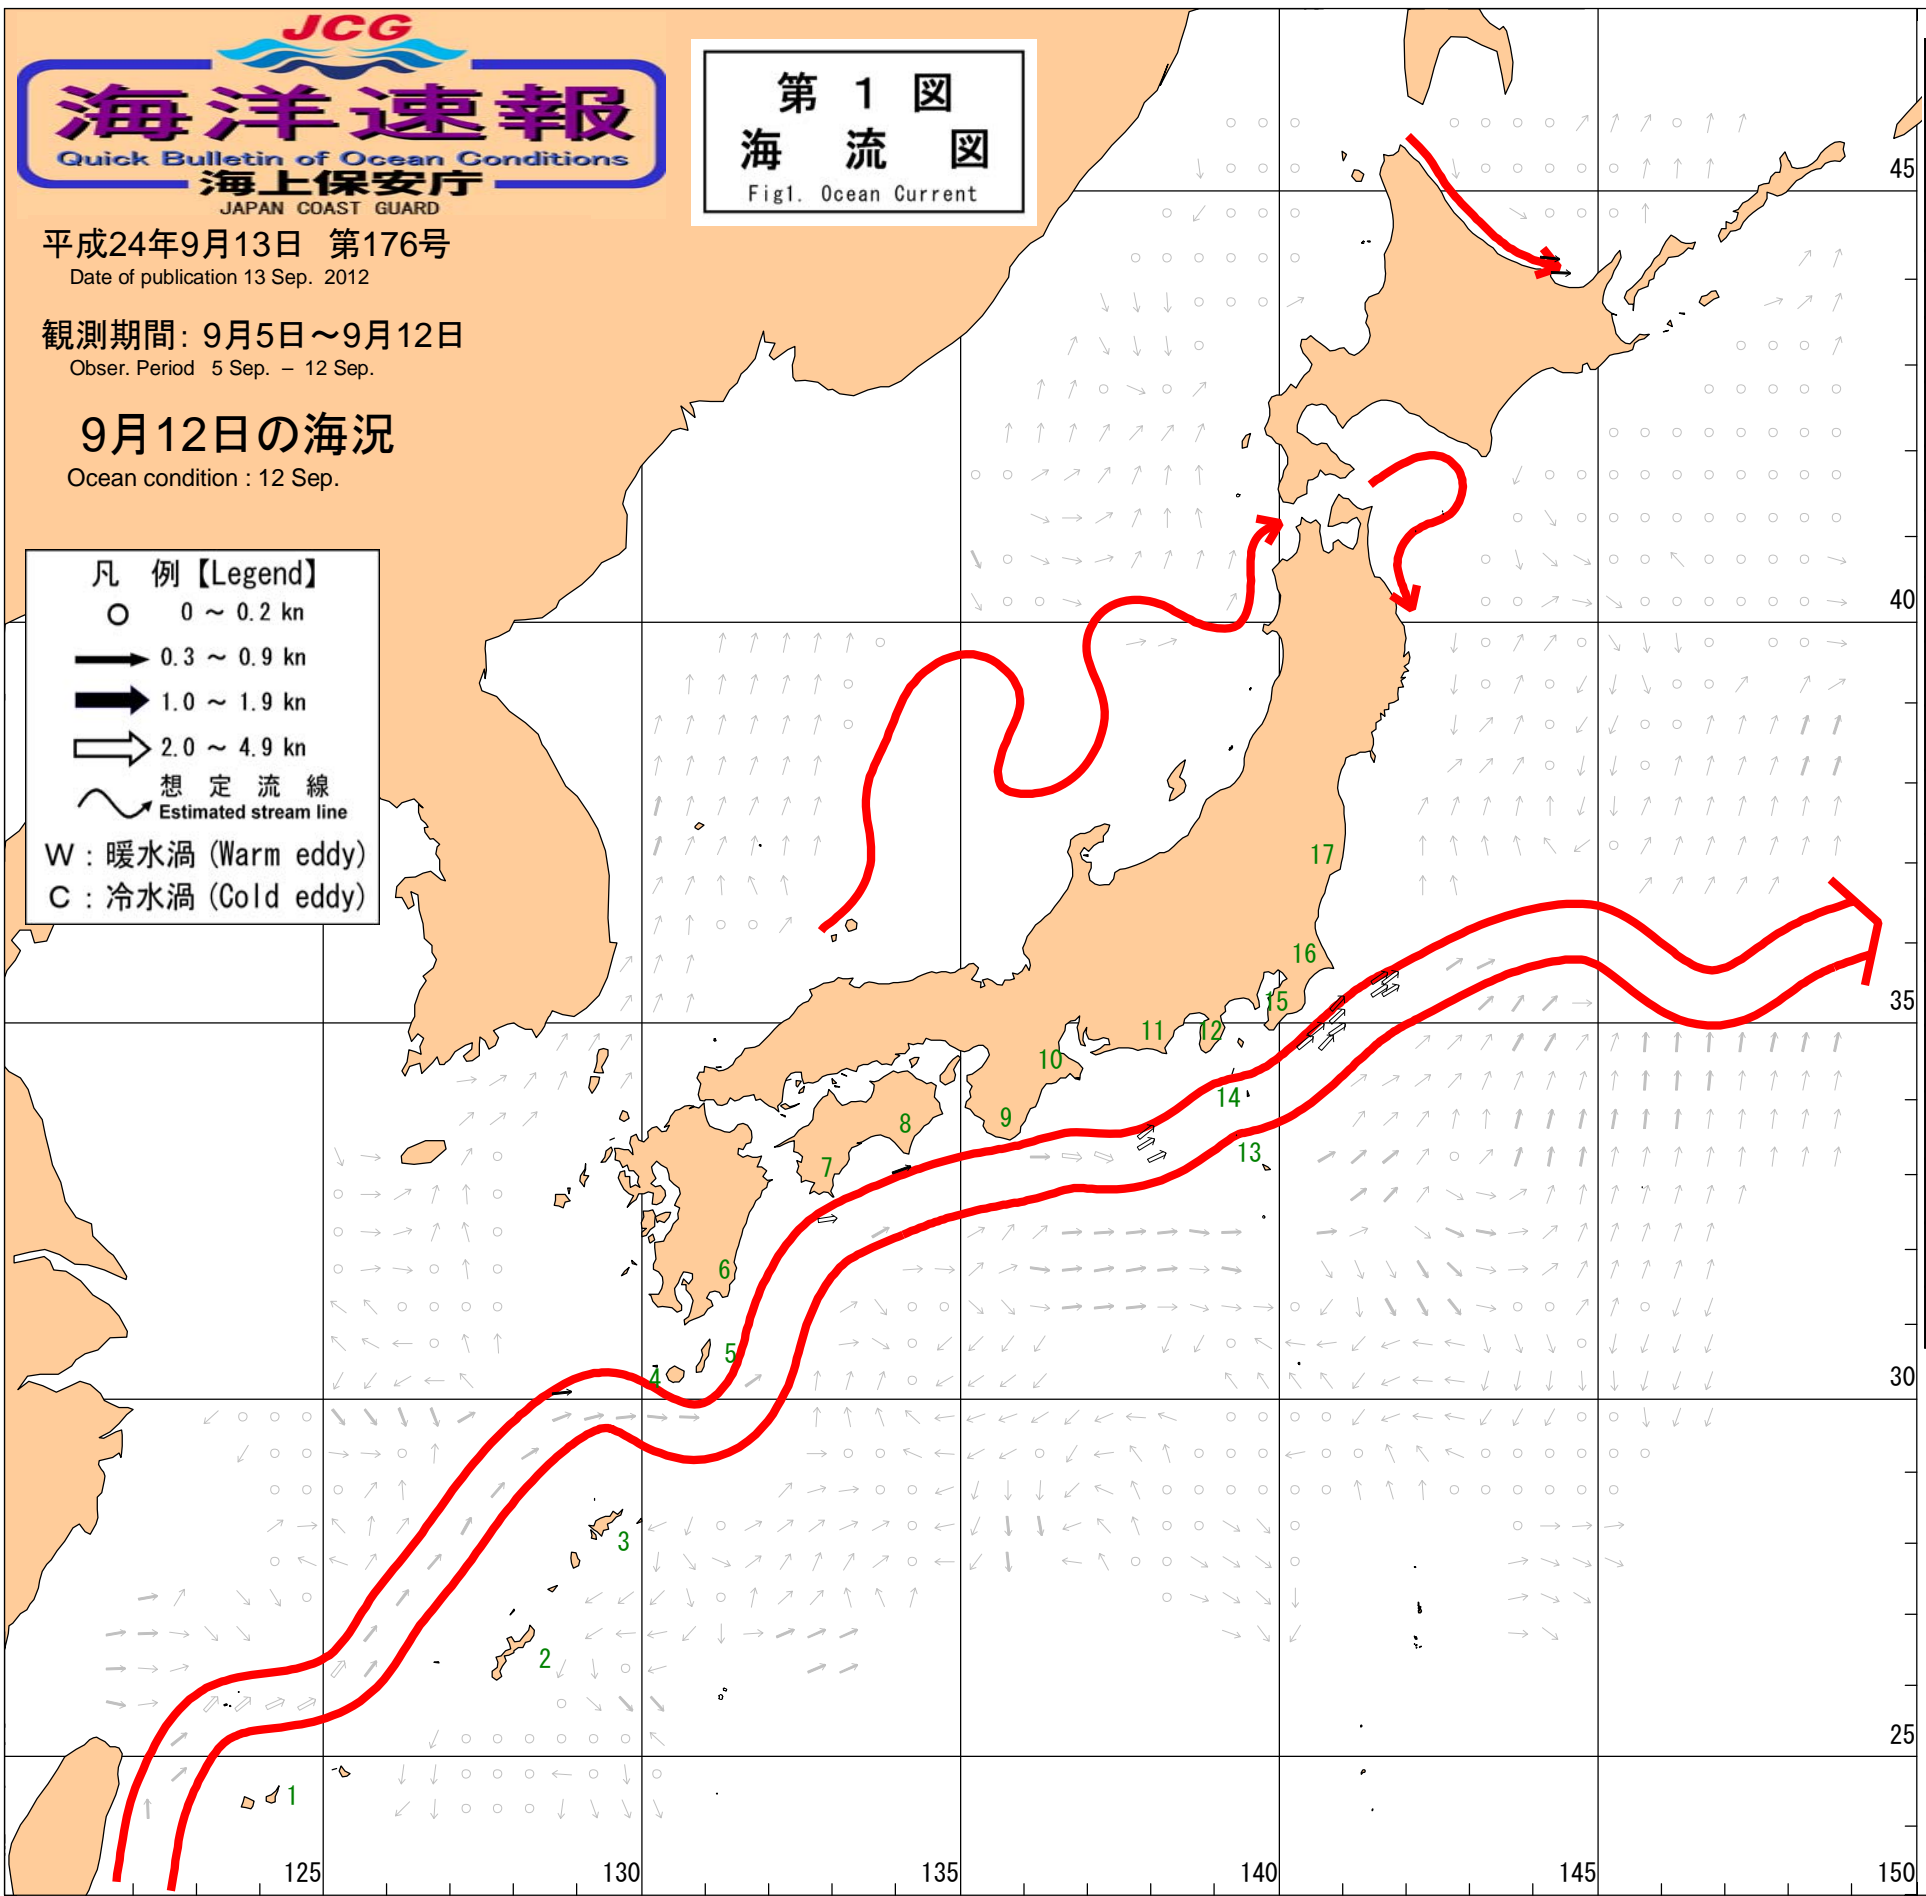 JCG
海洋速報
Quick Bulletin of Ocean Conditions
海上保安庁
JAPAN COAST GUARD
第 1 図
海 流 図
Fig1. Ocean Current
平成24年9月13日 第176号
Date of publication 13 Sep. 2012
観測期間: 9月5日～9月12日
Obser. Period 5 Sep. – 12 Sep.
9月12日の海況
Ocean condition : 12 Sep.
凡 例【Legend】
0 ～ 0.2 kn
0.3 ～ 0.9 kn
1.0 ～ 1.9 kn
2.0 ～ 4.9 kn
想 定 流 線
Estimated stream line
W : 暖水渦 (Warm eddy)
C : 冷水渦 (Cold eddy)
45
40
35
30
25
17
16
15
11
12
10
14
9
8
13
7
6
5
4
3
2
1
125
130
135
140
145
150